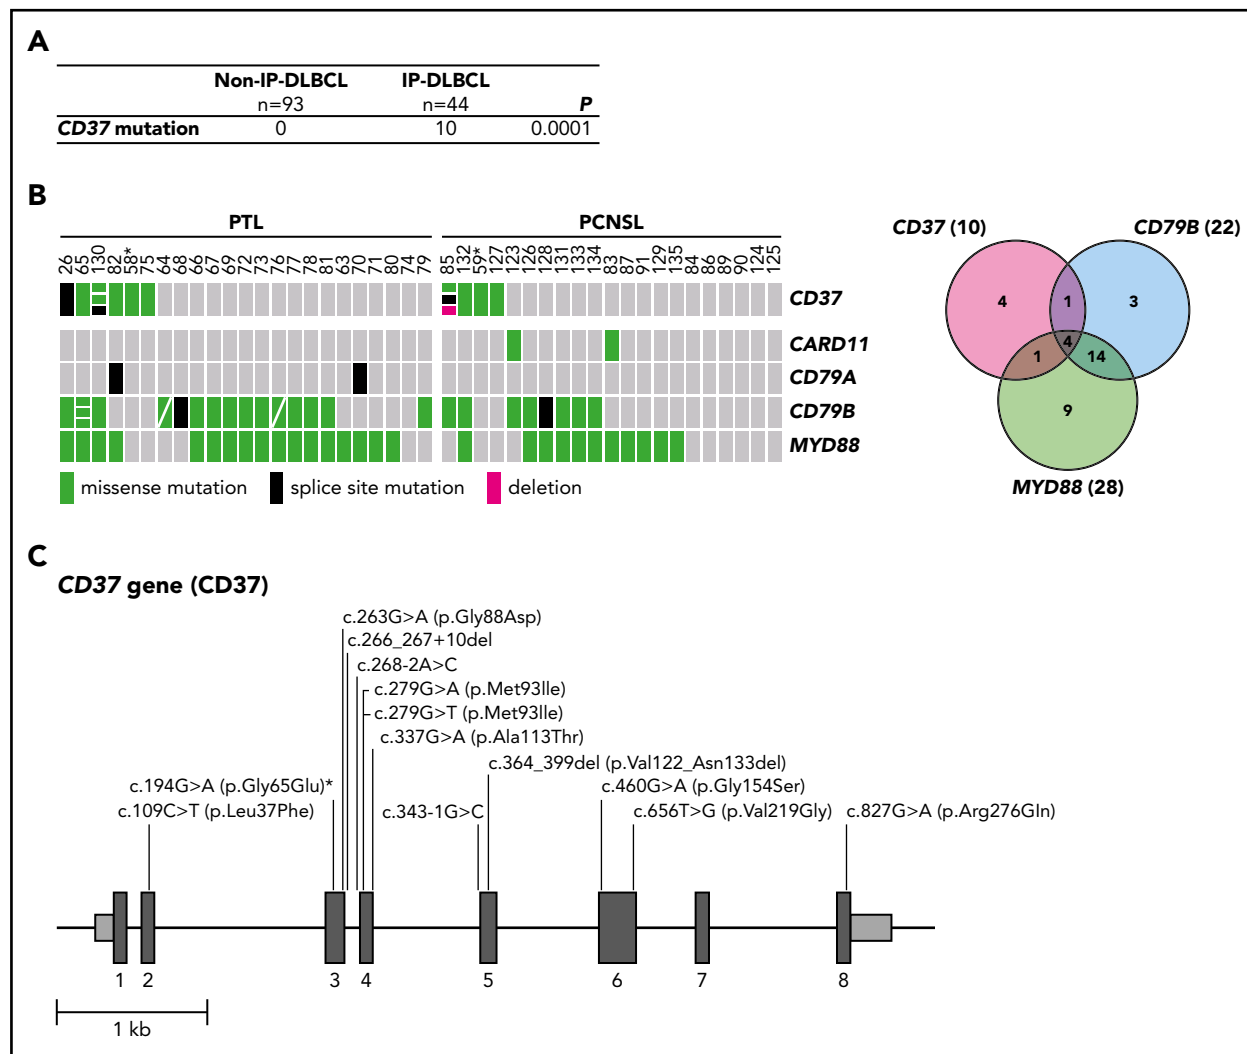 A
Non-IP-DLBCL IP-DLBCL
n=93 n=44 P
CD37 mutation 0 10 0.0001
B
PTL PCNSL
26 65 130 82 58* 75 64 68 66 67 69 72 73 76 77 78 81 63 70 71 80 74 79 85 132 59* 127 123 126 128 131 133 134 83 87 91 129 135 84 86 89 90 124 125
CD37
CARD11
CD79A
CD79B
MYD88
missense mutation splice site mutation deletion
CD37 (10) CD79B (22)
4 1 3
4
1 14
9
MYD88 (28)
C
CD37 gene (CD37)
c.263G>A (p.Gly88Asp)
c.266_267+10del
c.268-2A>C
c.279G>A (p.Met93Ile)
c.279G>T (p.Met93Ile)
c.337G>A (p.Ala113Thr)
c.364_399del (p.Val122_Asn133del)
c.194G>A (p.Gly65Glu)* c.460G>A (p.Gly154Ser)
c.109C>T (p.Leu37Phe) c.343-1G>C c.656T>G (p.Val219Gly) c.827G>A (p.Arg276Gln)
1 2 3 4 5 6 7 8
1 kb